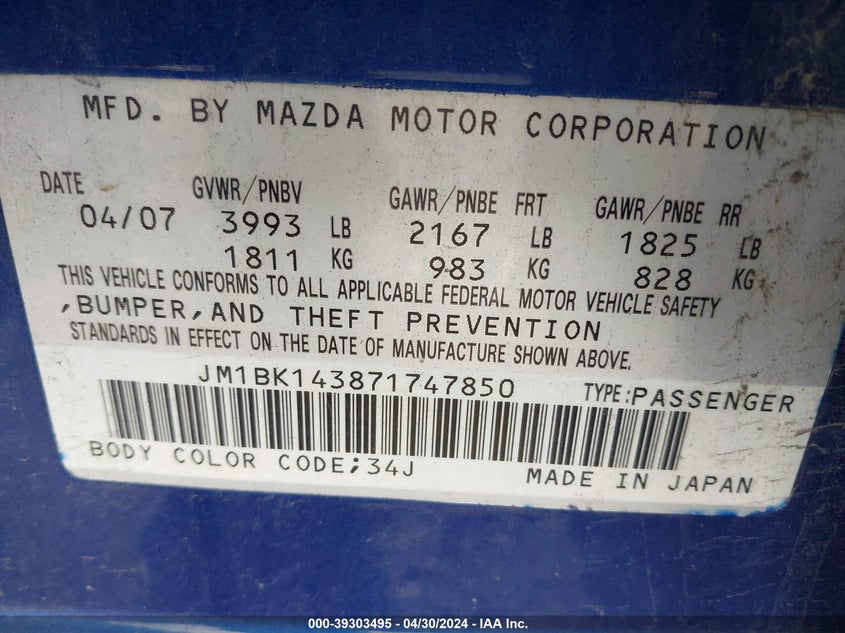 MFD. BY MAZDA MOTOR CORPORATION
DATE GVWR/PNBV GAWR/PNBE FRT GAWR/PNBE RR
04/07 3993 LB 2167 LB 1825 LB
1811 KG 983 KG 828 KG
THIS VEHICLE CONFORMS TO ALL APPLICABLE FEDERAL MOTOR VEHICLE SAFETY
,BUMPER,AND THEFT PREVENTION
STANDARDS IN EFFECT ON THE DATE OF MANUFACTURE SHOWN ABOVE.
JM1BK143871747850 TYPE:PASSENGER
BODY COLOR CODE;34J MADE IN JAPAN
000-39303495 - 04/30/2024 - IAA Inc.